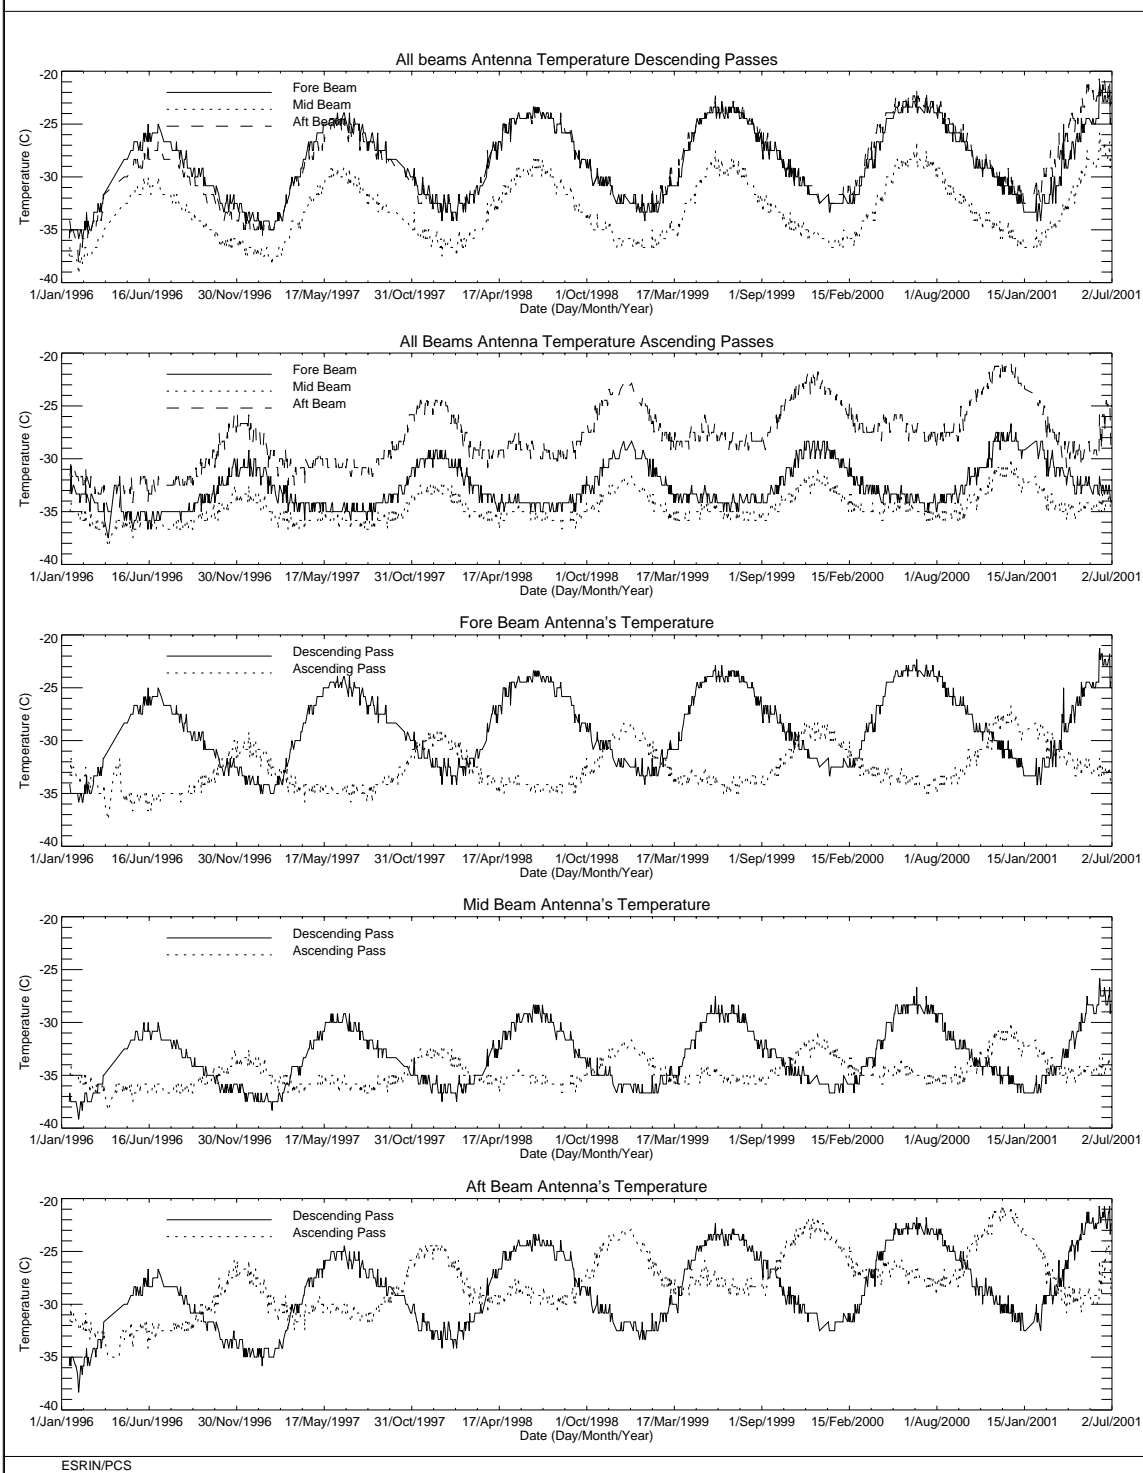 All beams Antenna Temperature Descending Passes
-20
-25
-30
-35
-40
Temperature (C)
Fore Beam
Mid Beam
Aft Beam
1/Jan/1996 16/Jun/1996 30/Nov/1996 17/May/1997 31/Oct/1997 17/Apr/1998 1/Oct/1998 17/Mar/1999 1/Sep/1999 15/Feb/2000 1/Aug/2000 15/Jan/2001 2/Jul/2001
Date (Day/Month/Year)
All Beams Antenna Temperature Ascending Passes
-20
-25
-30
-35
-40
Temperature (C)
Fore Beam
Mid Beam
Aft Beam
1/Jan/1996 16/Jun/1996 30/Nov/1996 17/May/1997 31/Oct/1997 17/Apr/1998 1/Oct/1998 17/Mar/1999 1/Sep/1999 15/Feb/2000 1/Aug/2000 15/Jan/2001 2/Jul/2001
Date (Day/Month/Year)
Fore Beam Antenna's Temperature
-20
-25
-30
-35
-40
Temperature (C)
Descending Pass
Ascending Pass
1/Jan/1996 16/Jun/1996 30/Nov/1996 17/May/1997 31/Oct/1997 17/Apr/1998 1/Oct/1998 17/Mar/1999 1/Sep/1999 15/Feb/2000 1/Aug/2000 15/Jan/2001 2/Jul/2001
Date (Day/Month/Year)
Mid Beam Antenna's Temperature
-20
-25
-30
-35
-40
Temperature (C)
Descending Pass
Ascending Pass
1/Jan/1996 16/Jun/1996 30/Nov/1996 17/May/1997 31/Oct/1997 17/Apr/1998 1/Oct/1998 17/Mar/1999 1/Sep/1999 15/Feb/2000 1/Aug/2000 15/Jan/2001 2/Jul/2001
Date (Day/Month/Year)
Aft Beam Antenna's Temperature
-20
-25
-30
-35
-40
Temperature (C)
Descending Pass
Ascending Pass
1/Jan/1996 16/Jun/1996 30/Nov/1996 17/May/1997 31/Oct/1997 17/Apr/1998 1/Oct/1998 17/Mar/1999 1/Sep/1999 15/Feb/2000 1/Aug/2000 15/Jan/2001 2/Jul/2001
Date (Day/Month/Year)
ESRIN/PCS